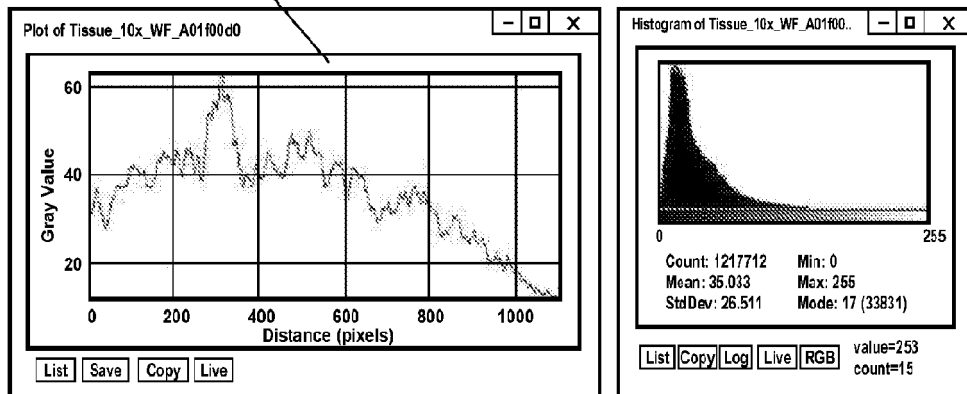 Plot of Tissue_10x_WF_A01f00d0
60
40
20
Gray Value
0 200 400 600 800 1000
Distance (pixels)
List Save Copy Live
Histogram of Tissue_10x_WF_A01f00..
0 255
Count: 1217712 Min: 0
Mean: 35.033 Max: 255
StdDev: 26.511 Mode: 17 (33831)
List Copy Log Live RGB
value=253
count=15